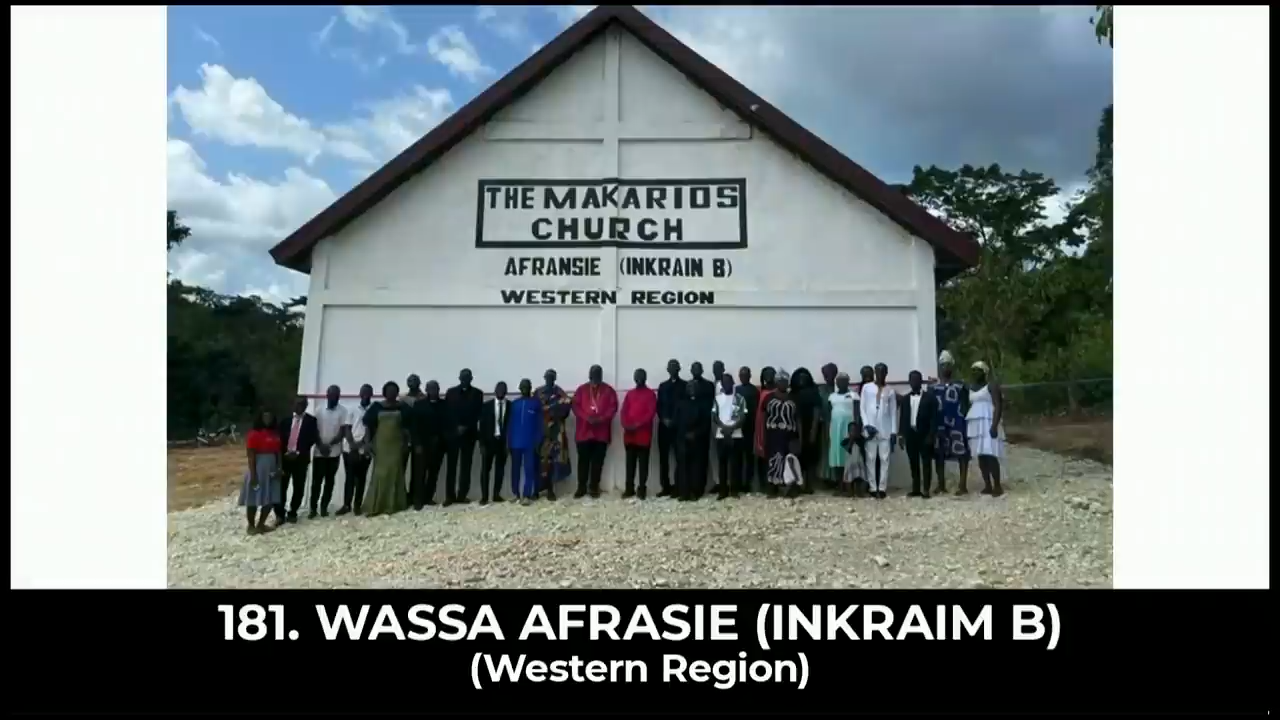 THE MAKARIOS
CHURCH
AFRANSIE (INKRAIN B)
WESTERN REGION
181. WASSA AFRASIE (INKRAIM B)
(Western Region)